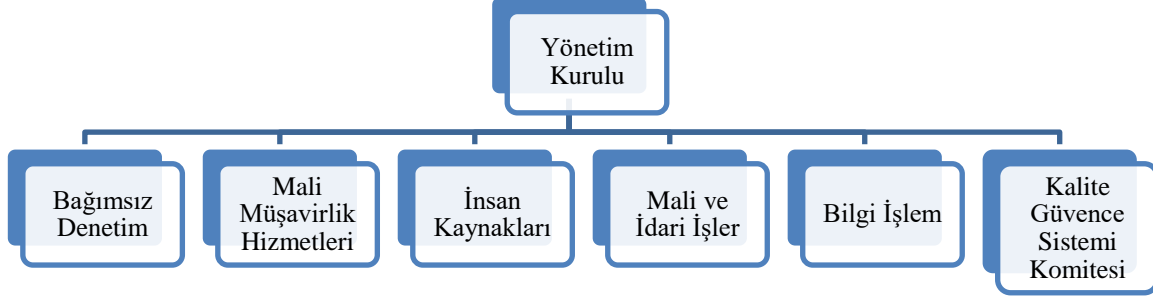 Yönetim
Kurulu
Bağımsız
Denetim
Mali
Müşavirlik
Hizmetleri
İnsan
Kaynakları
Mali ve
İdari İşler
Bilgi İşlem
Kalite
Güvence
Sistemi
Komitesi